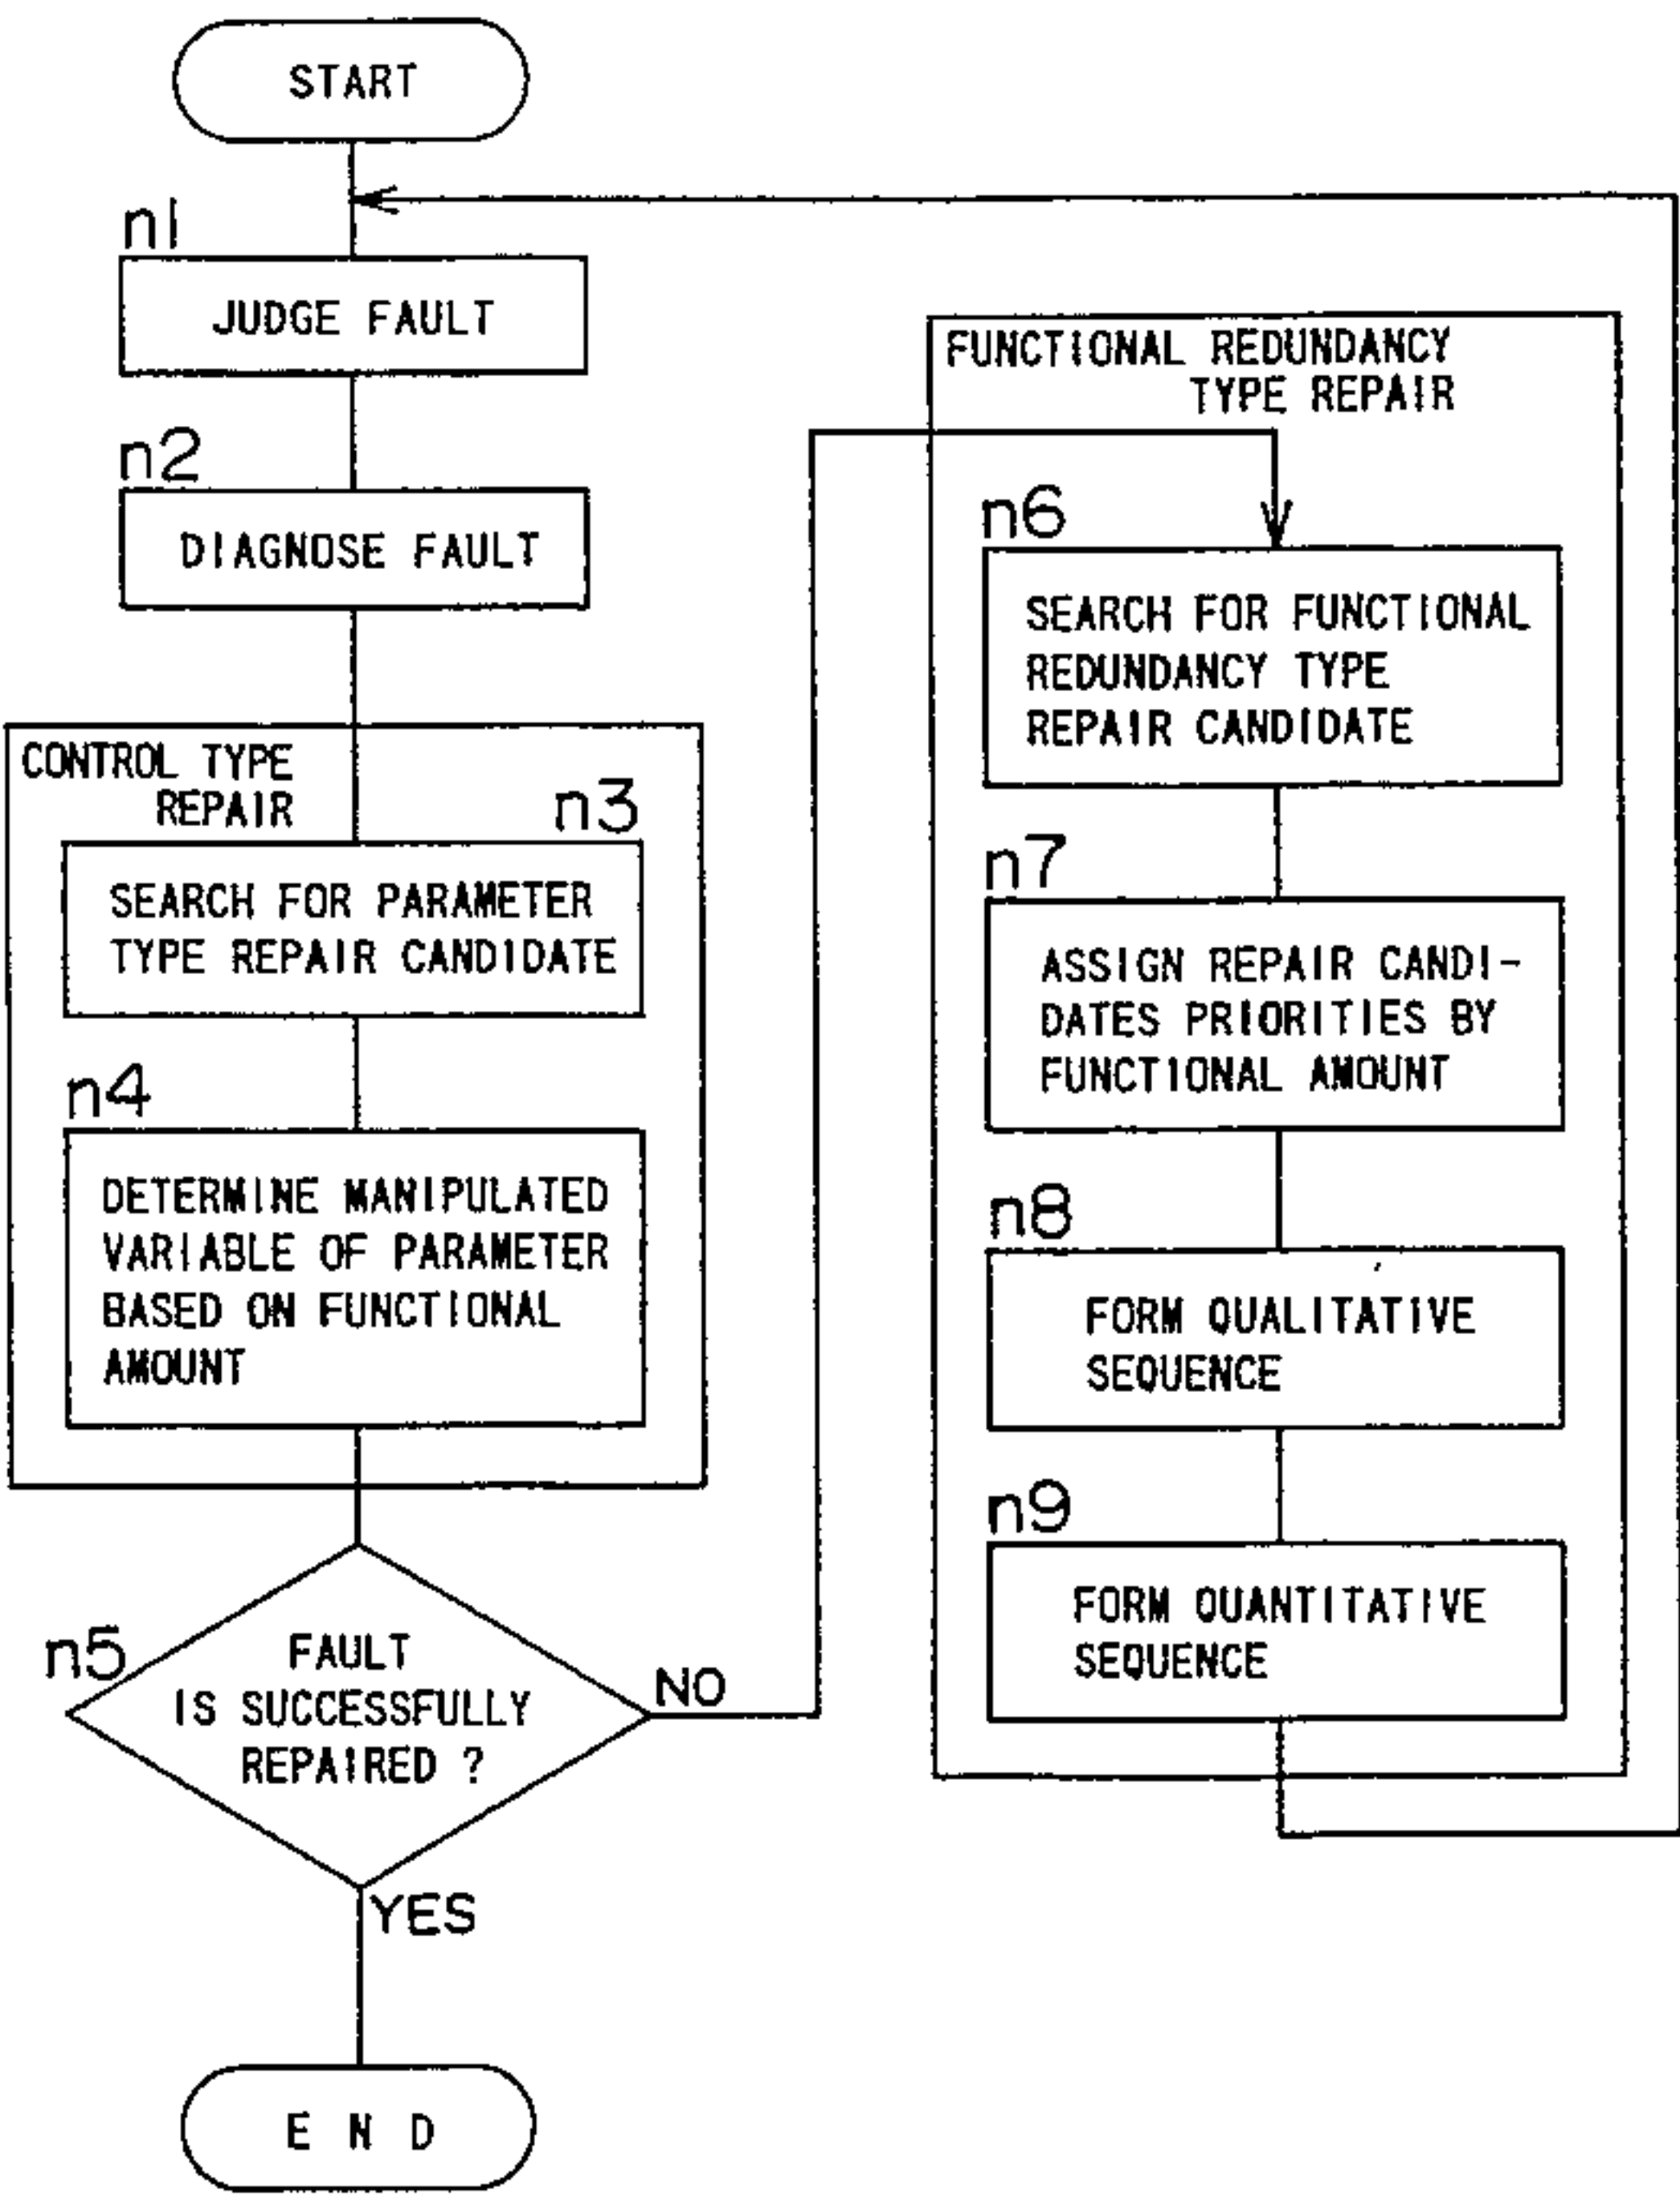 START
n1
JUDGE FAULT
n2
DIAGNOSE FAULT
CONTROL TYPE
REPAIR
n3
SEARCH FOR PARAMETER
TYPE REPAIR CANDIDATE
n4
DETERMINE MANIPULATED
VARIABLE OF PARAMETER
BASED ON FUNCTIONAL
AMOUNT
n5
FAULT
IS SUCCESSFULLY
REPAIRED ?
NO
YES
E N D
FUNCTIONAL REDUNDANCY
TYPE REPAIR
n6
SEARCH FOR FUNCTIONAL
REDUNDANCY TYPE
REPAIR CANDIDATE
n7
ASSIGN REPAIR CANDI-
DATES PRIORITIES BY
FUNCTIONAL AMOUNT
n8
FORM QUALITATIVE
SEQUENCE
n9
FORM QUANTITATIVE
SEQUENCE